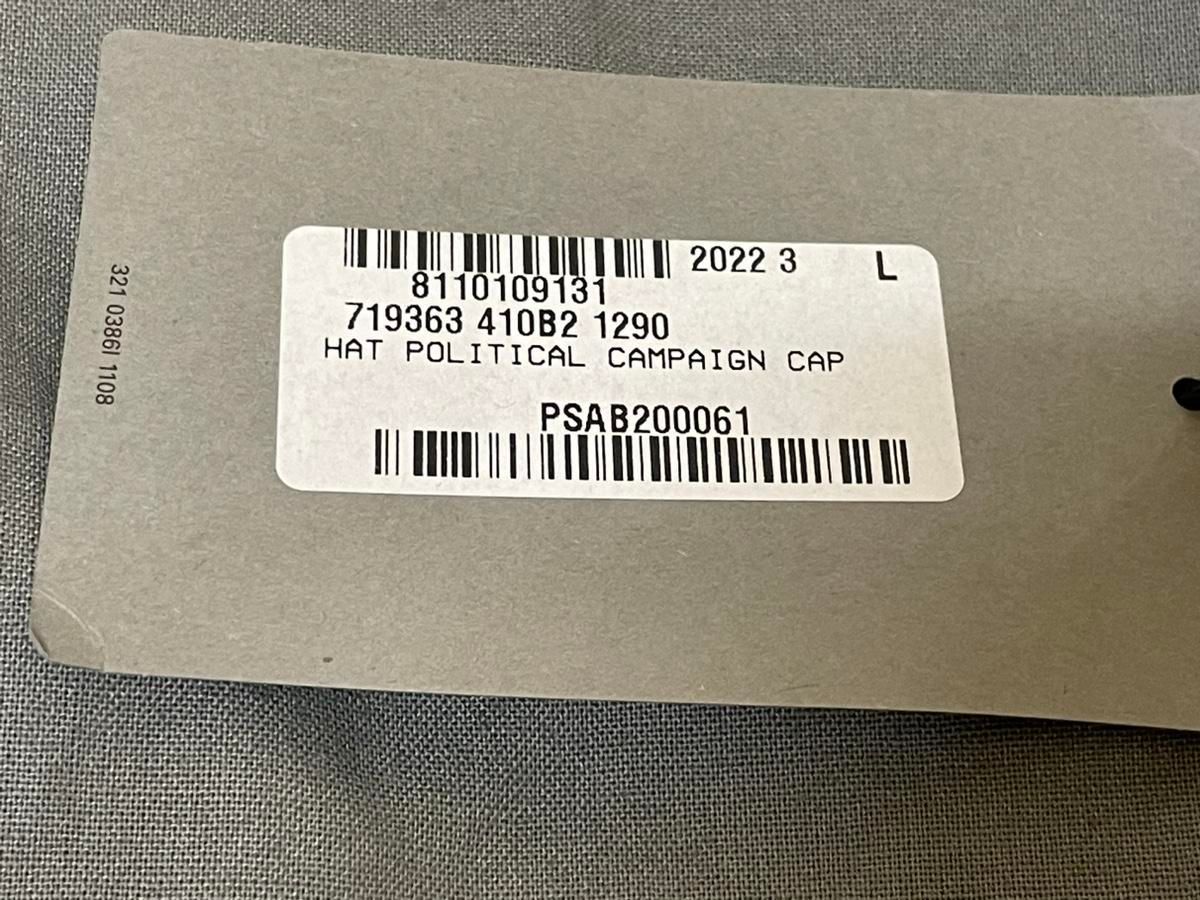 2022 3 L
8110109131
719363 410B2 1290
HAT POLITICAL CAMPAIGN CAP
PSAB200061
321 0386I 1108